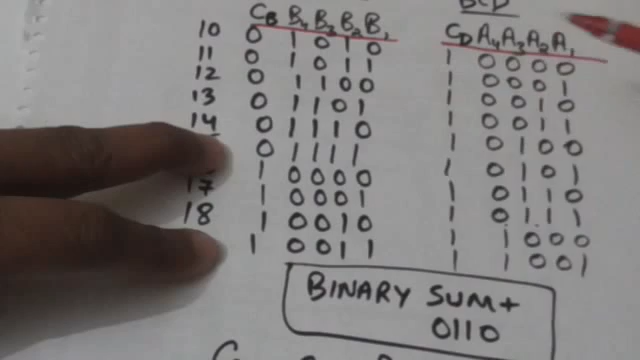 BCD
CB B4 B3 B2 B1 CD A4 A3 A2 A1
10 0 1 0 1 0 1 0 0 0 0
11 0 1 0 1 1 1 0 0 0 1
12 0 1 1 0 0 1 0 0 1 0
13 0 1 1 0 1 1 0 0 1 1
14 0 1 1 1 0 1 0 1 0 0
0 1 1 1 1 1 0 1 0 1
1 0 0 0 0 1 0 1 1 0
17 1 0 0 0 1 1 0 1 1 1
18 1 0 0 1 0 1 1 0 0 0
1 0 0 1 1 1 1 0 0 1
BINARY SUM +
0110